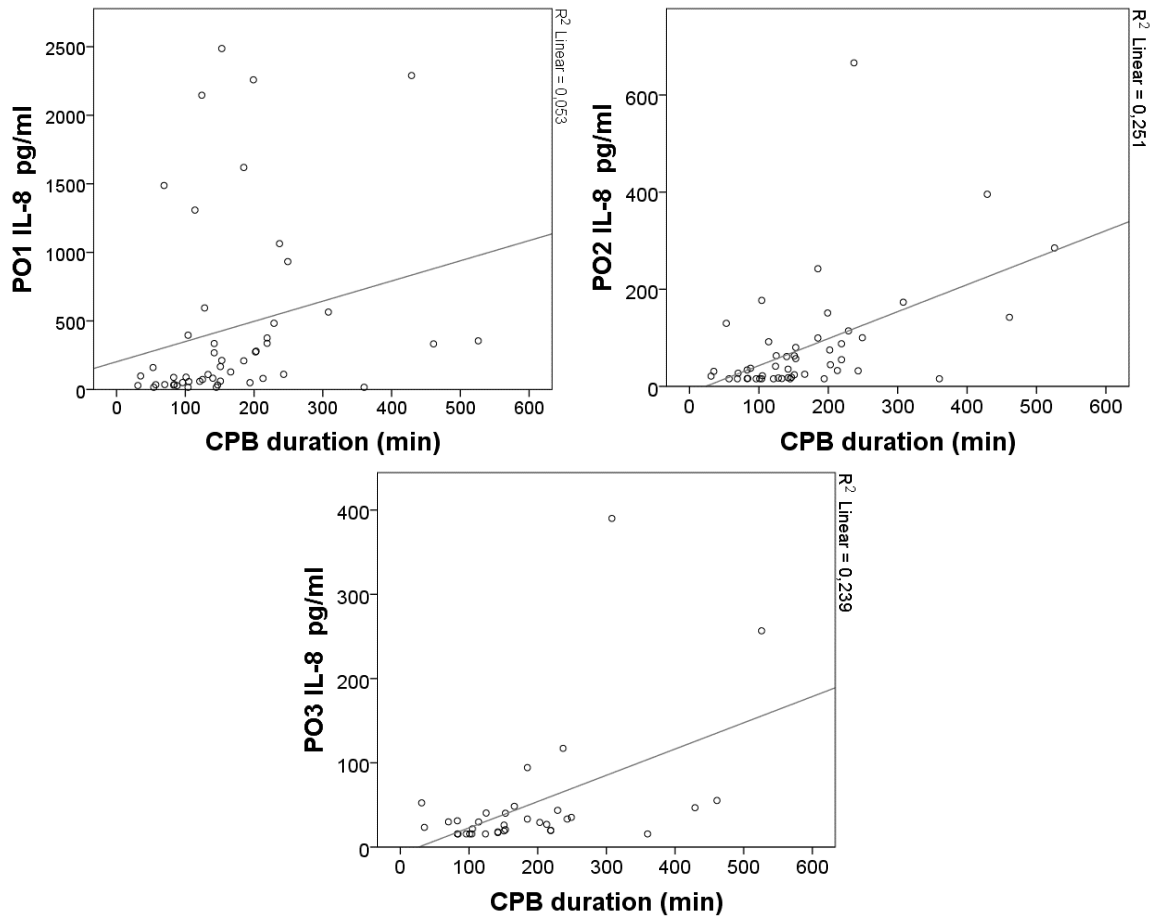 2500
2000
1500
1000
500
0
PO1 IL-8 pg/ml
0 100 200 300 400 500 600
CPB duration (min)
R² Linear = 0,053
600
400
200
0
PO2 IL-8 pg/ml
0 100 200 300 400 500 600
CPB duration (min)
R² Linear = 0,251
400
300
200
100
0
PO3 IL-8 pg/ml
0 100 200 300 400 500 600
CPB duration (min)
R² Linear = 0,239